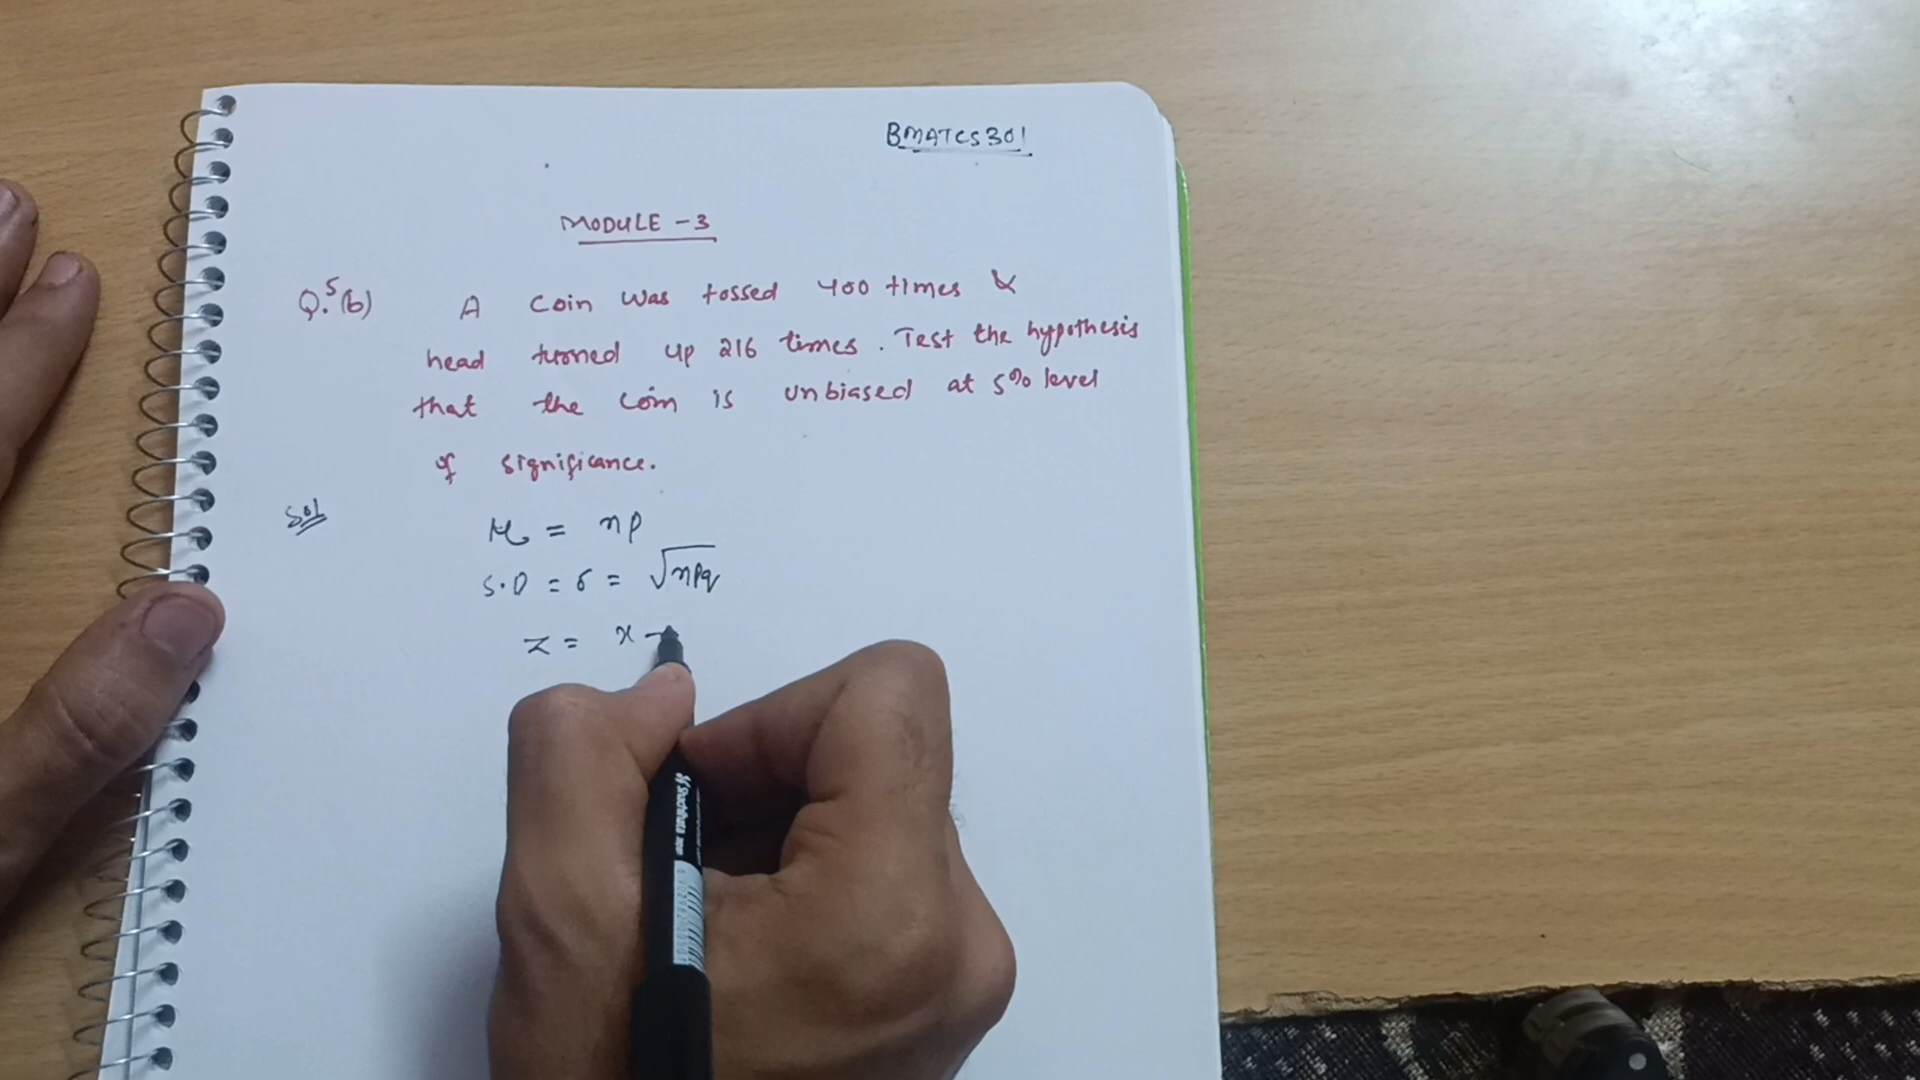 BMATCS301
MODULE - 3
Q.5(b) A coin was tossed 400 times &
head turned up 216 times. Test the hypothesis
that the coin is unbiased at 5% level
of significance.
Sol
μ = np
S.D = σ = √npq
z = x -